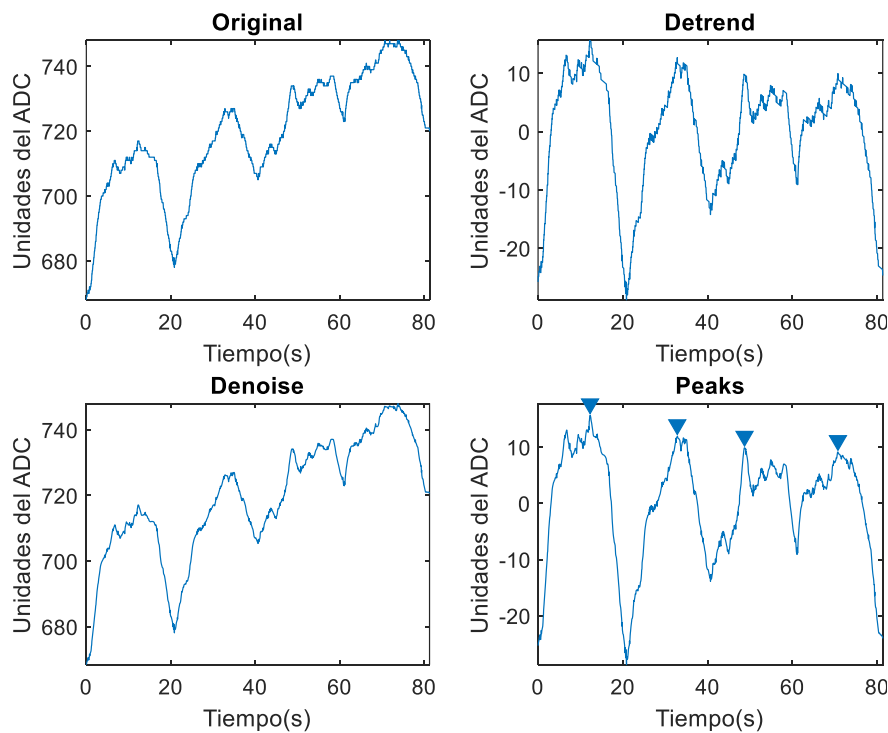 Original
Unidades del ADC
740
720
700
680
0 20 40 60 80
Tiempo(s)
Detrend
Unidades del ADC
10
0
-10
-20
0 20 40 60 80
Tiempo(s)
Denoise
Unidades del ADC
740
720
700
680
0 20 40 60 80
Tiempo(s)
Peaks
Unidades del ADC
10
0
-10
-20
0 20 40 60 80
Tiempo(s)